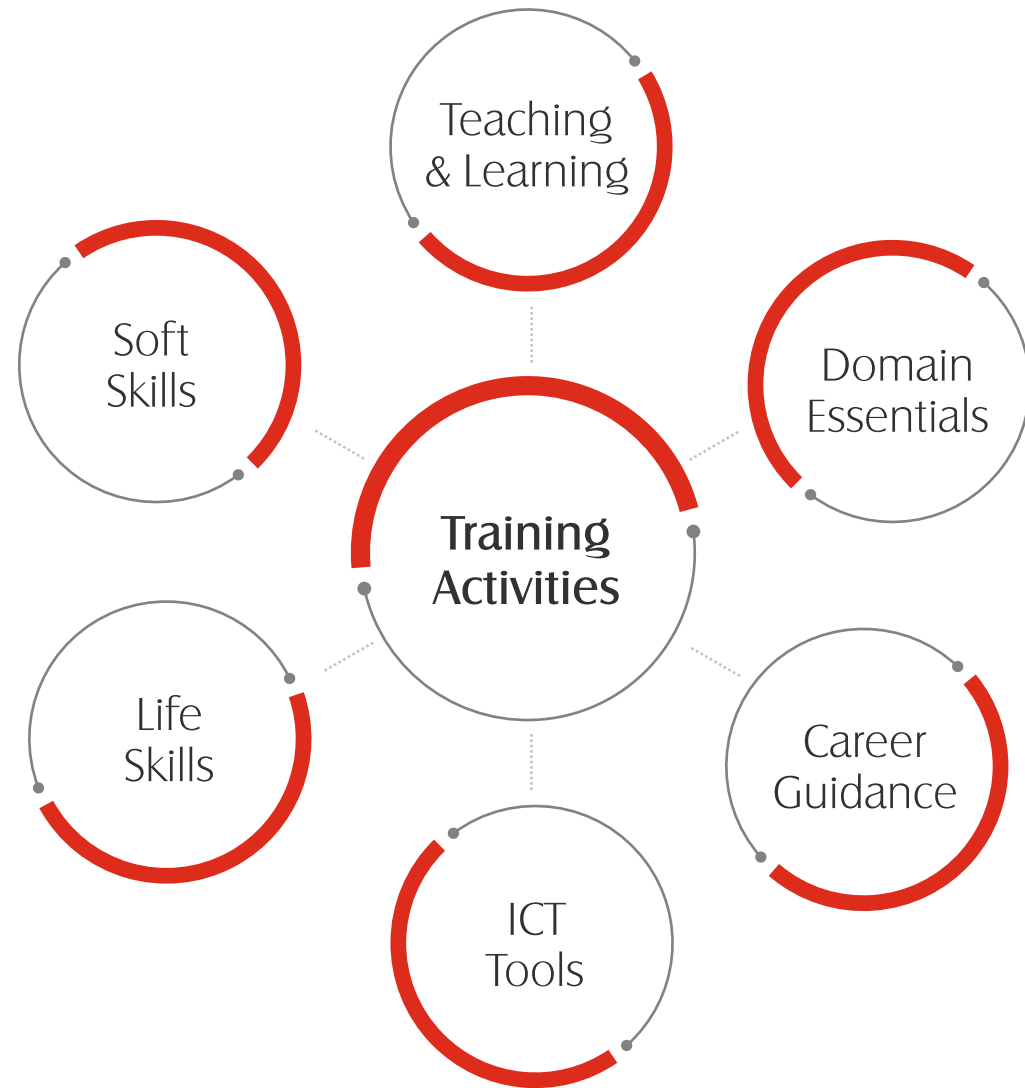 Teaching
& Learning
Soft
Skills
Domain
Essentials
Training
Activities
Life
Skills
Career
Guidance
ICT
Tools